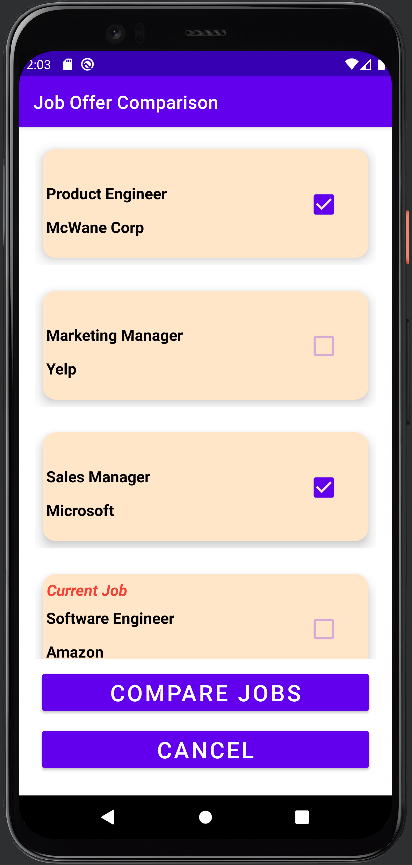 2:03
Job Offer Comparison
Product Engineer
McWane Corp
Marketing Manager
Yelp
Sales Manager
Microsoft
Current Job
Software Engineer
Amazon
COMPARE JOBS
CANCEL